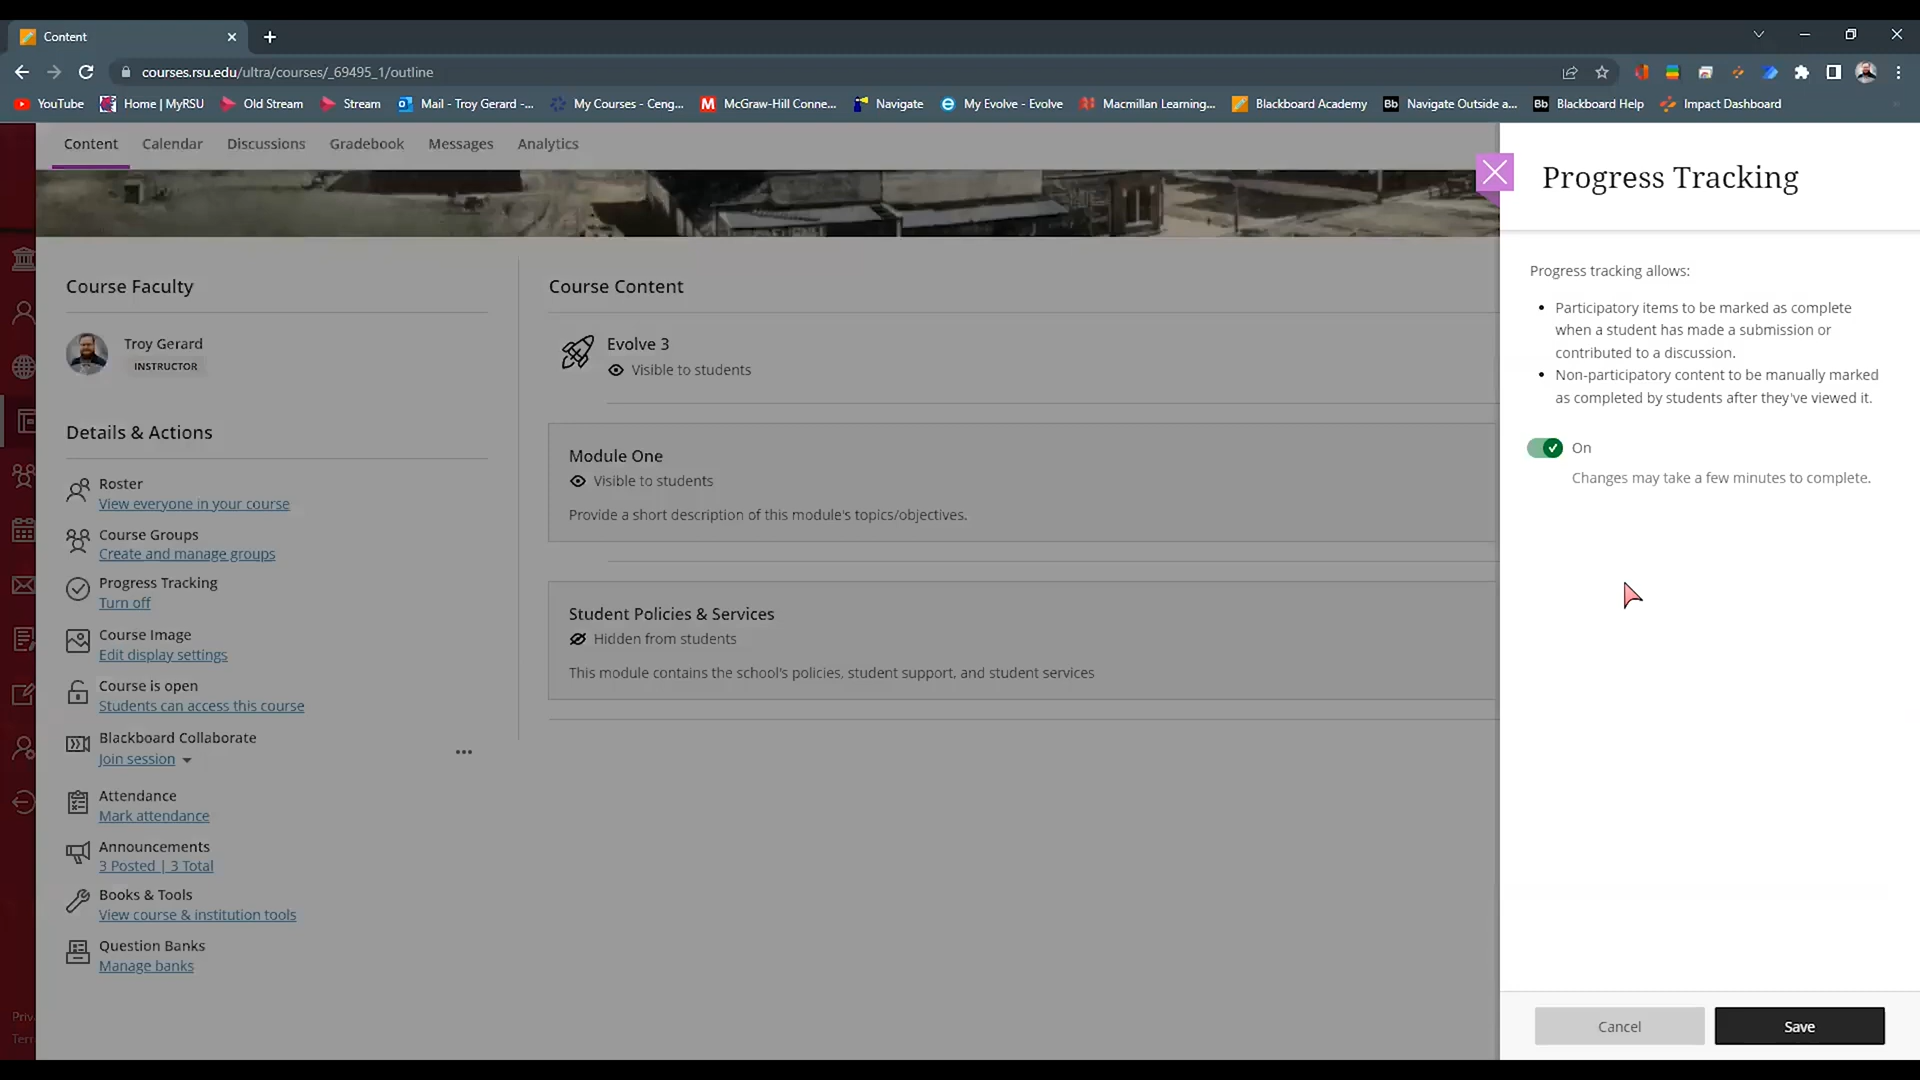 Content
courses.rsu.edu/ultra/courses/_69495_1/outline
YouTube Home | MyRSU Old Stream Stream Mail - Troy Gerard -... My Courses - Ceng... McGraw-Hill Conne... Navigate My Evolve - Evolve Macmillan Learning... Blackboard Academy Bb Navigate Outside a... Bb Blackboard Help Impact Dashboard
Content Calendar Discussions Gradebook Messages Analytics
Course Faculty
Troy Gerard
INSTRUCTOR
Details & Actions
Roster
View everyone in your course
Course Groups
Create and manage groups
Progress Tracking
Turn off
Course Image
Edit display settings
Course is open
Students can access this course
Blackboard Collaborate
Join session
Attendance
Mark attendance
Announcements
3 Posted | 3 Total
Books & Tools
View course & institution tools
Question Banks
Manage banks
Priv
Terr
Course Content
Evolve 3
Visible to students
Module One
Visible to students
Provide a short description of this module's topics/objectives.
Student Policies & Services
Hidden from students
This module contains the school's policies, student support, and student services
Progress Tracking
Progress tracking allows:
• Participatory items to be marked as complete
when a student has made a submission or
contributed to a discussion.
• Non-participatory content to be manually marked
as completed by students after they've viewed it.
On
Changes may take a few minutes to complete.
Cancel
Save